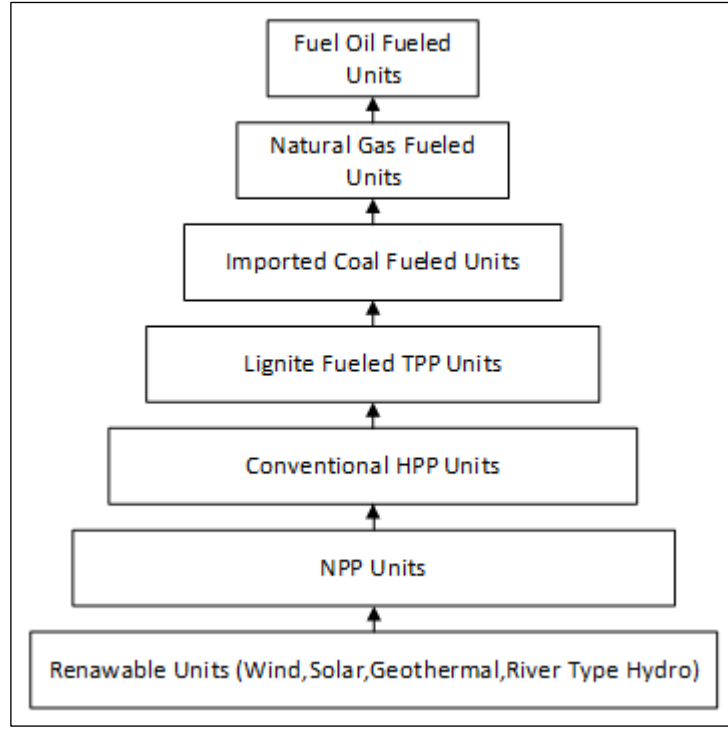 Fuel Oil Fueled
Units
Natural Gas Fueled
Units
Imported Coal Fueled Units
Lignite Fueled TPP Units
Conventional HPP Units
NPP Units
Renawable Units (Wind,Solar,Geothermal,River Type Hydro)